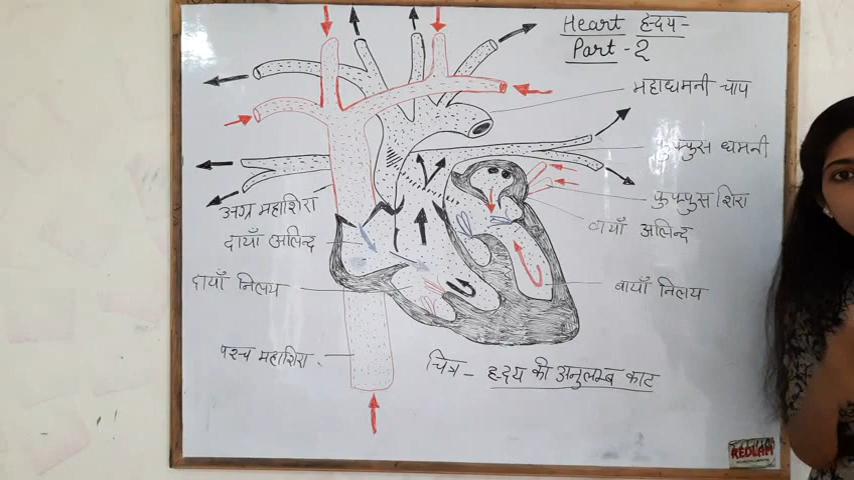 Heart हृदय-
Part - 2
महाधमनी चाप
फुफ्फुस धमनी
फुफ्फुस शिरा
बायाँ अलिन्द
बायाँ निलय
अग्र महाशिरा
दायाँ अलिन्द
दायाँ निलय
पश्च महाशिरा
चित्र - हृदय की अनुलम्ब काट
REDLAM